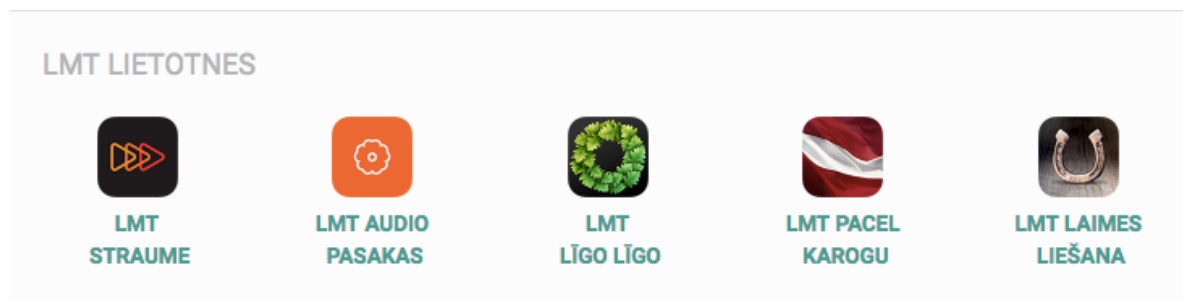 LMT LIETOTNES
LMT
STRAUME
LMT AUDIO
PASAKAS
LMT
LĪGO LĪGO
LMT PACEL
KAROGU
LMT LAIMES
LIEŠANA